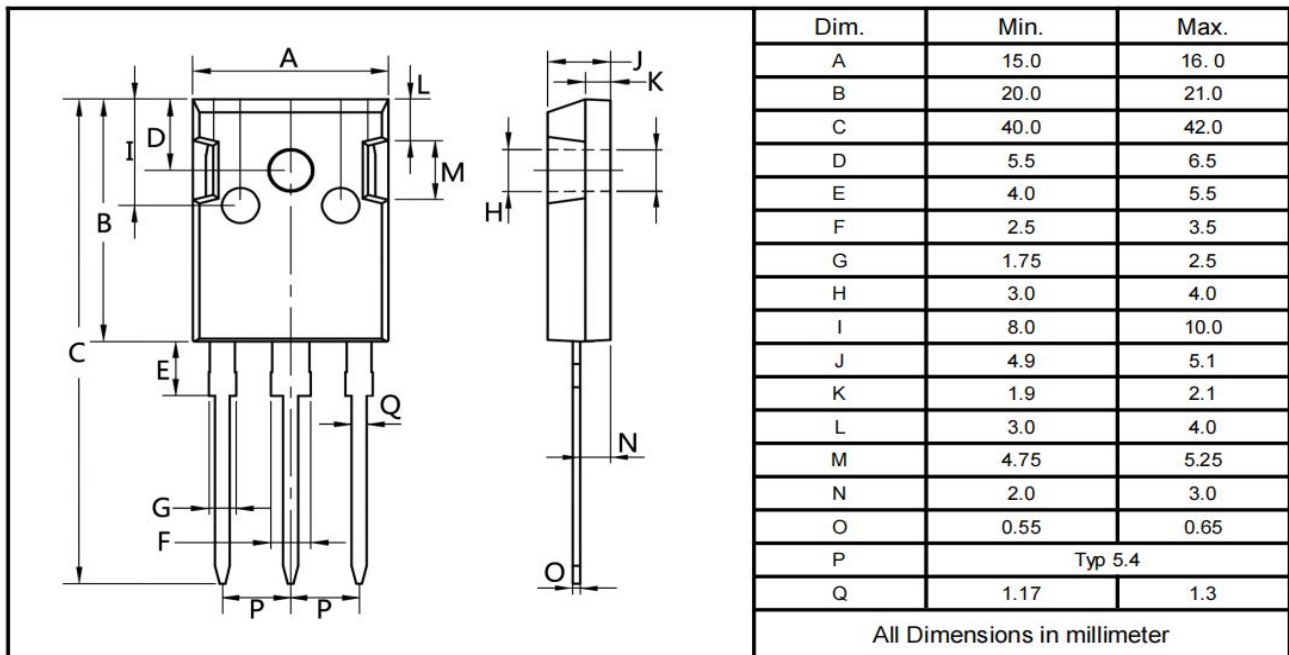 A
L
J
K
D
I
M
B
H
C
E
Q
N
G
F
O
P P
Dim. Min. Max.
A 15.0 16. 0
B 20.0 21.0
C 40.0 42.0
D 5.5 6.5
E 4.0 5.5
F 2.5 3.5
G 1.75 2.5
H 3.0 4.0
I 8.0 10.0
J 4.9 5.1
K 1.9 2.1
L 3.0 4.0
M 4.75 5.25
N 2.0 3.0
O 0.55 0.65
P Typ 5.4
Q 1.17 1.3
All Dimensions in millimeter